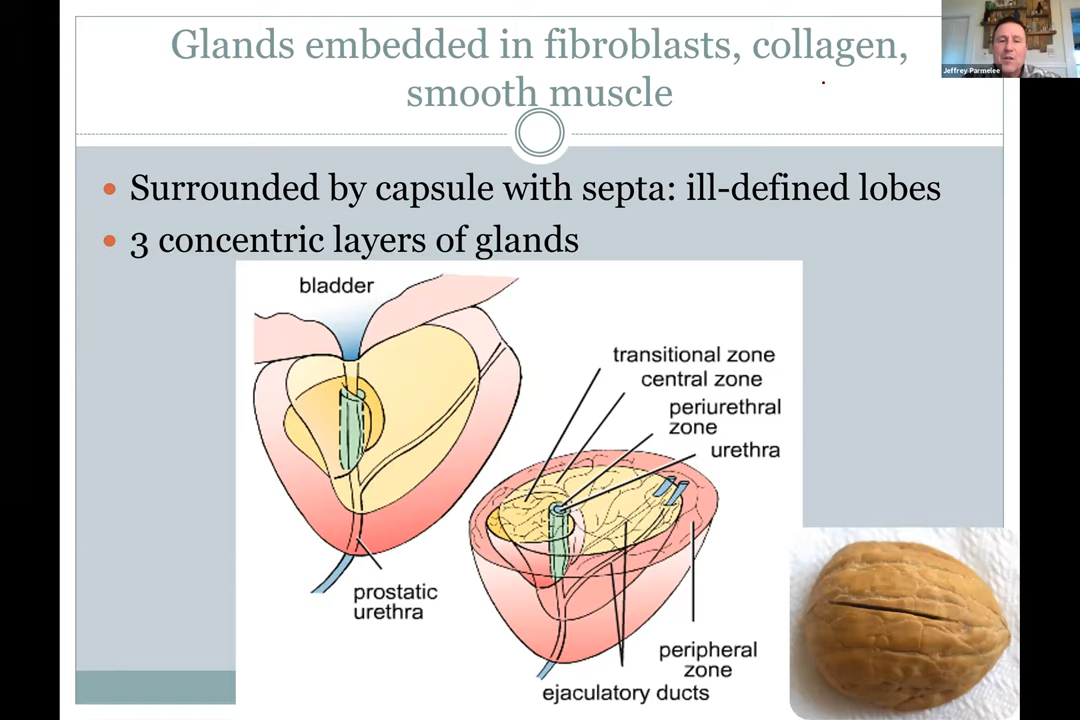 Glands embedded in fibroblasts, collagen,
smooth muscle
Jeffrey Parmelee
• Surrounded by capsule with septa: ill-defined lobes
• 3 concentric layers of glands
bladder
transitional zone
central zone
periurethral
zone
urethra
prostatic
urethra
peripheral
zone
ejaculatory ducts